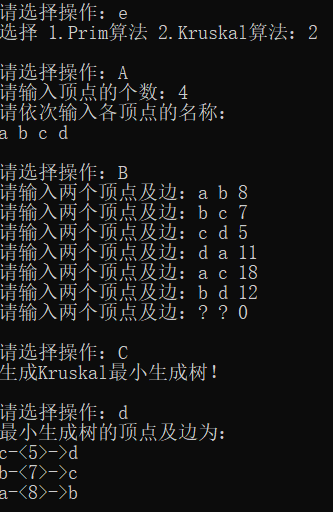 请选择操作：e
选择 1.Prim算法 2.Kruskal算法：2
请选择操作：A
请输入顶点的个数：4
请依次输入各顶点的名称：
a b c d
请选择操作：B
请输入两个顶点及边：a b 8
请输入两个顶点及边：b c 7
请输入两个顶点及边：c d 5
请输入两个顶点及边：d a 11
请输入两个顶点及边：a c 18
请输入两个顶点及边：b d 12
请输入两个顶点及边：? ? 0
请选择操作：C
生成Kruskal最小生成树！
请选择操作：d
最小生成树的顶点及边为：
c-<5>->d
b-<7>->c
a-<8>->b